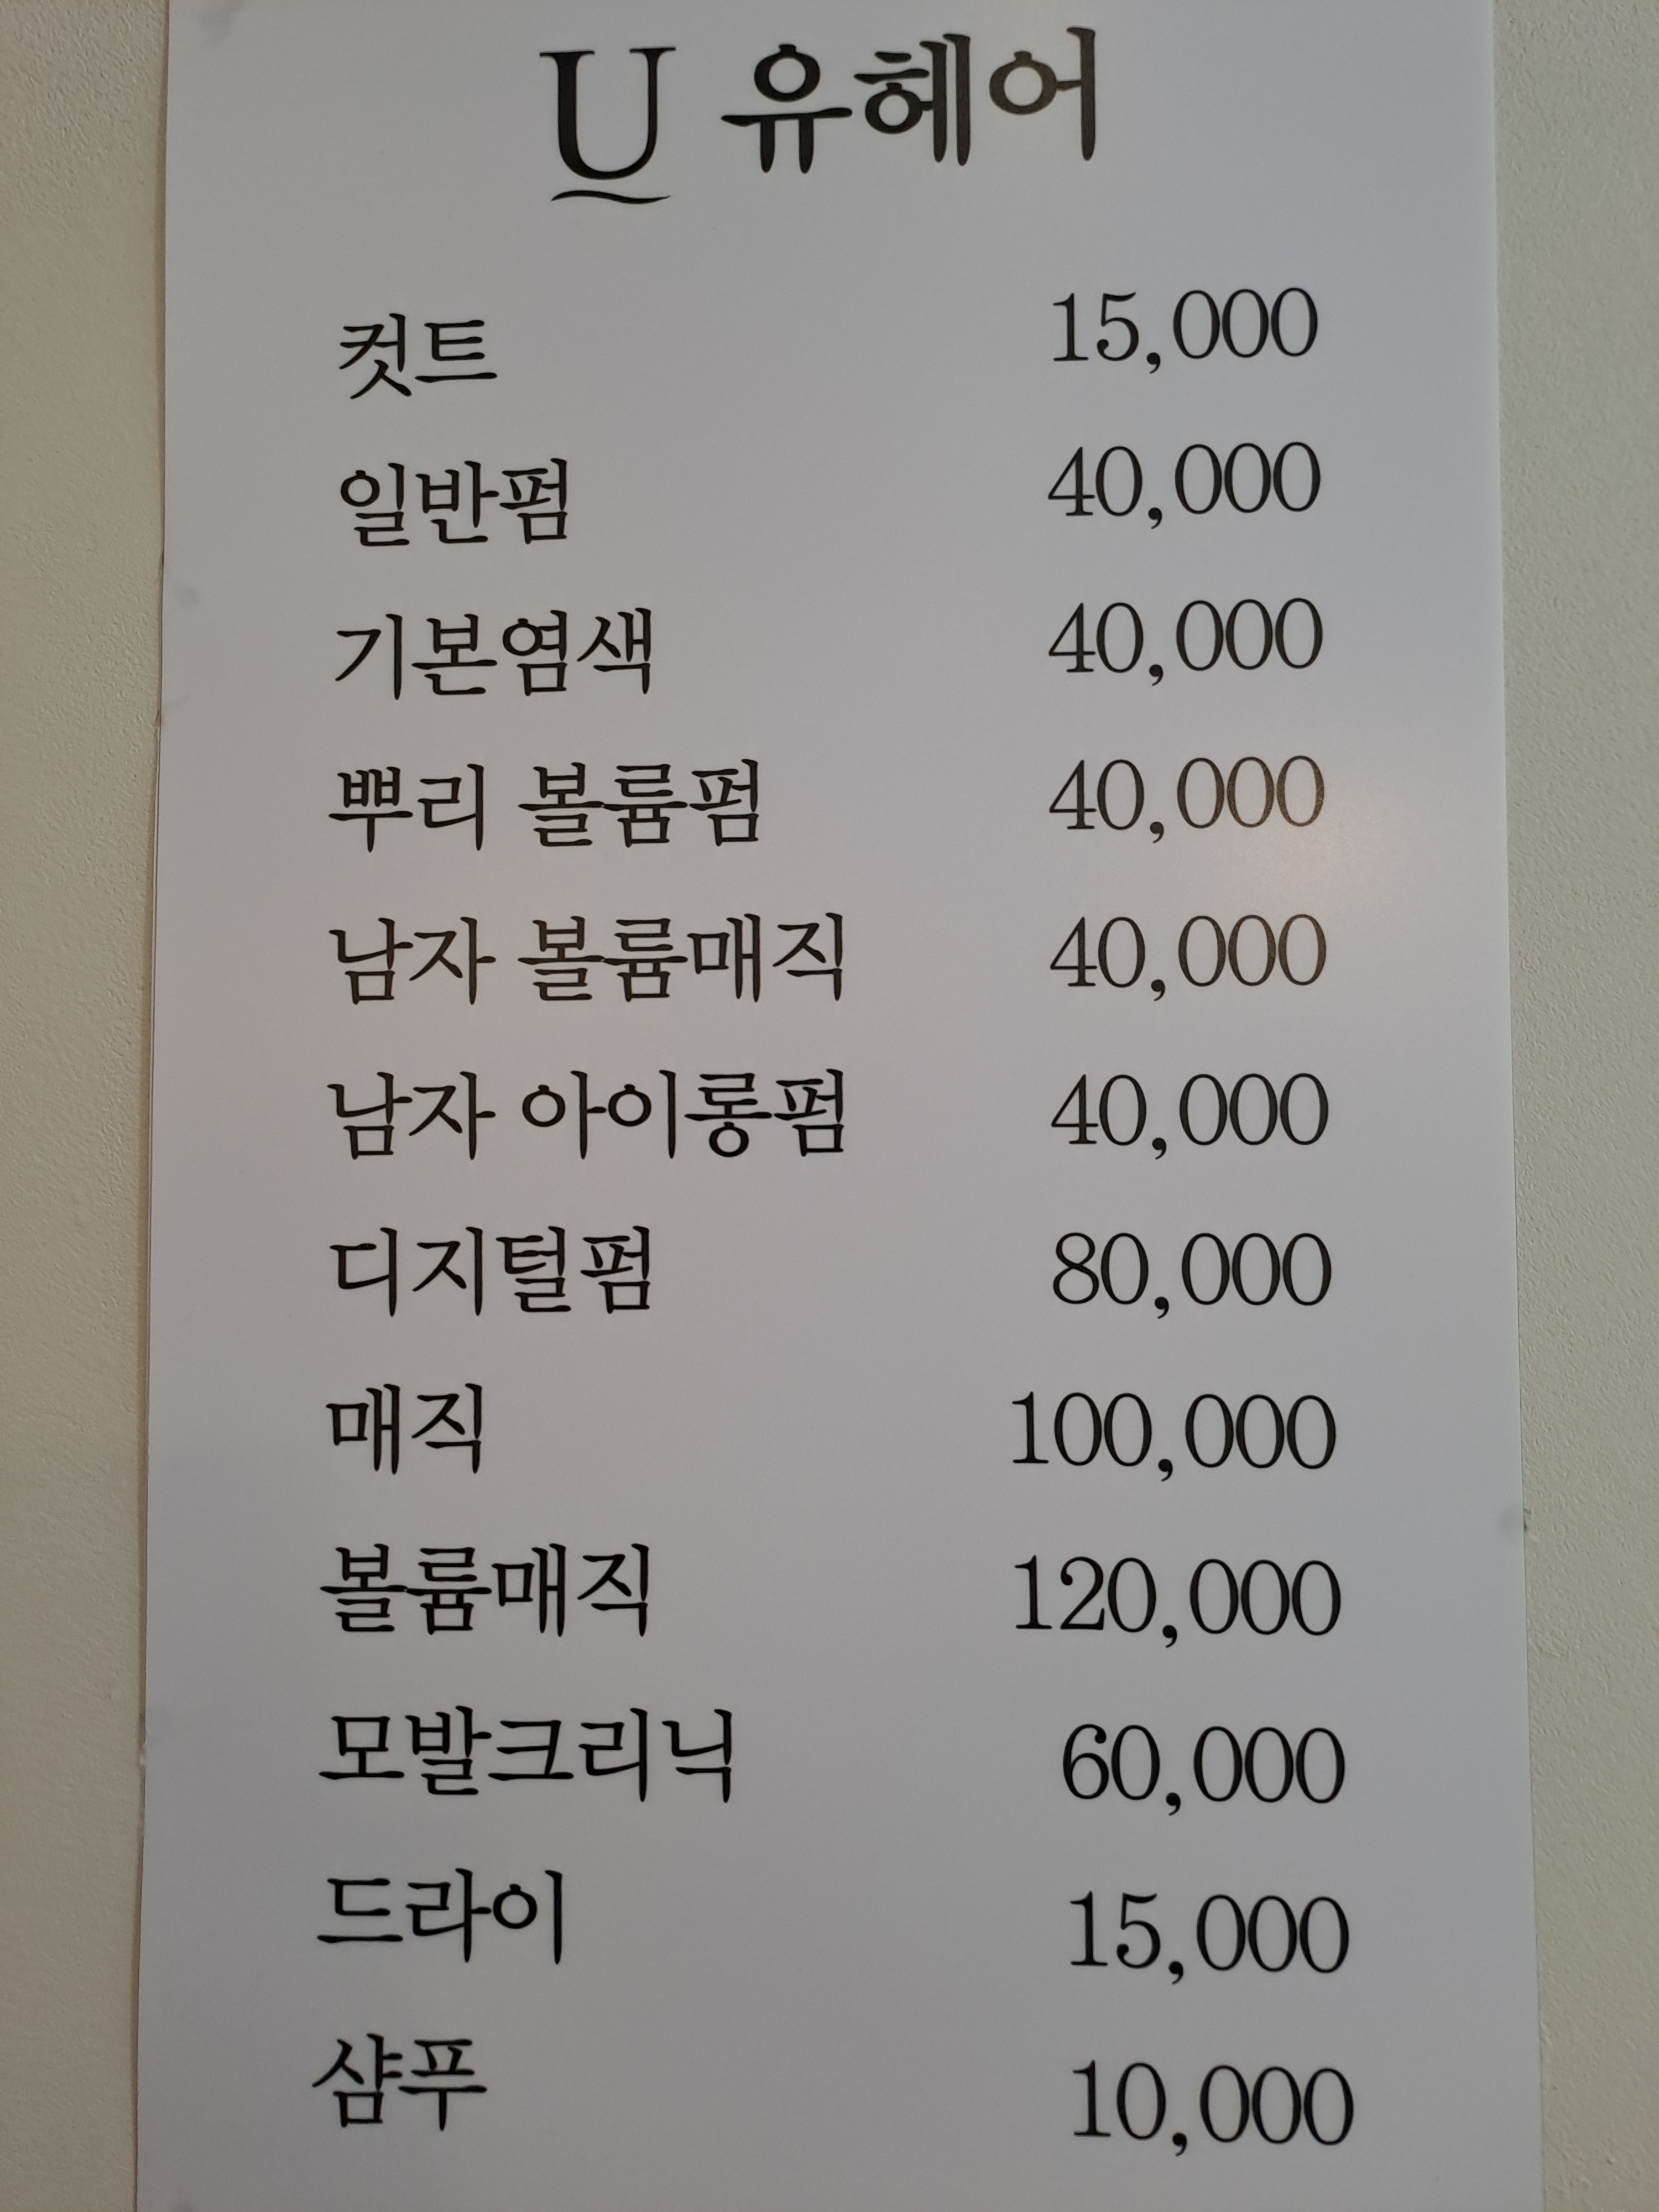 U 유헤어
컷트 15,000
일반펌 40,000
기본염색 40,000
뿌리 볼륨펌 40,000
남자 볼륨매직 40,000
남자 아이롱펌 40,000
디지털펌 80,000
매직 100,000
볼륨매직 120,000
모발크리닉 60,000
드라이 15,000
샴푸 10,000